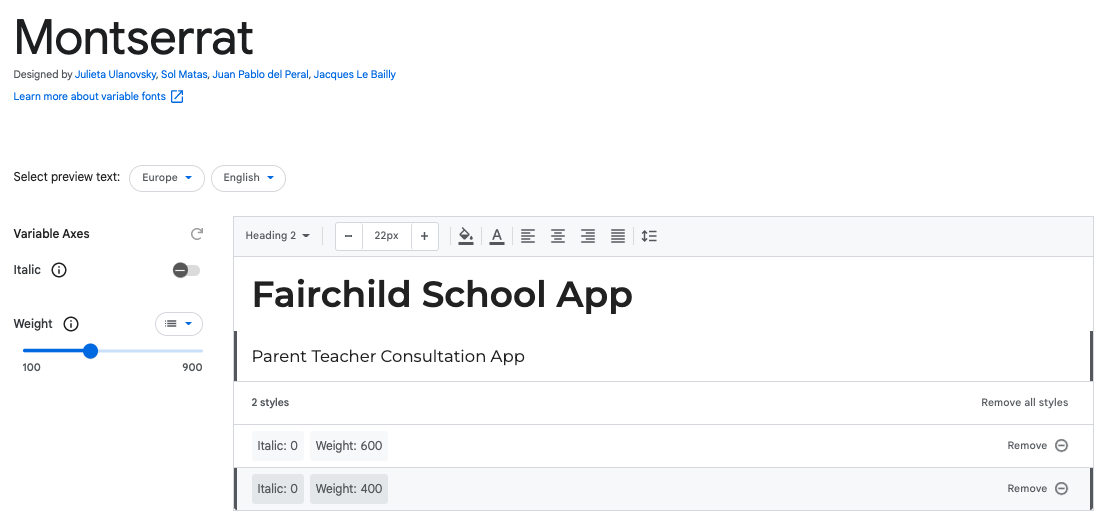 Montserrat
Designed by Julieta Ulanovsky, Sol Matas, Juan Pablo del Peral, Jacques Le Bailly
Learn more about variable fonts
Select preview text: Europe English
Variable Axes
Italic
Weight
100 900
Heading 2 − 22px + A
Fairchild School App
Parent Teacher Consultation App
2 styles Remove all styles
Italic: 0 Weight: 600 Remove
Italic: 0 Weight: 400 Remove